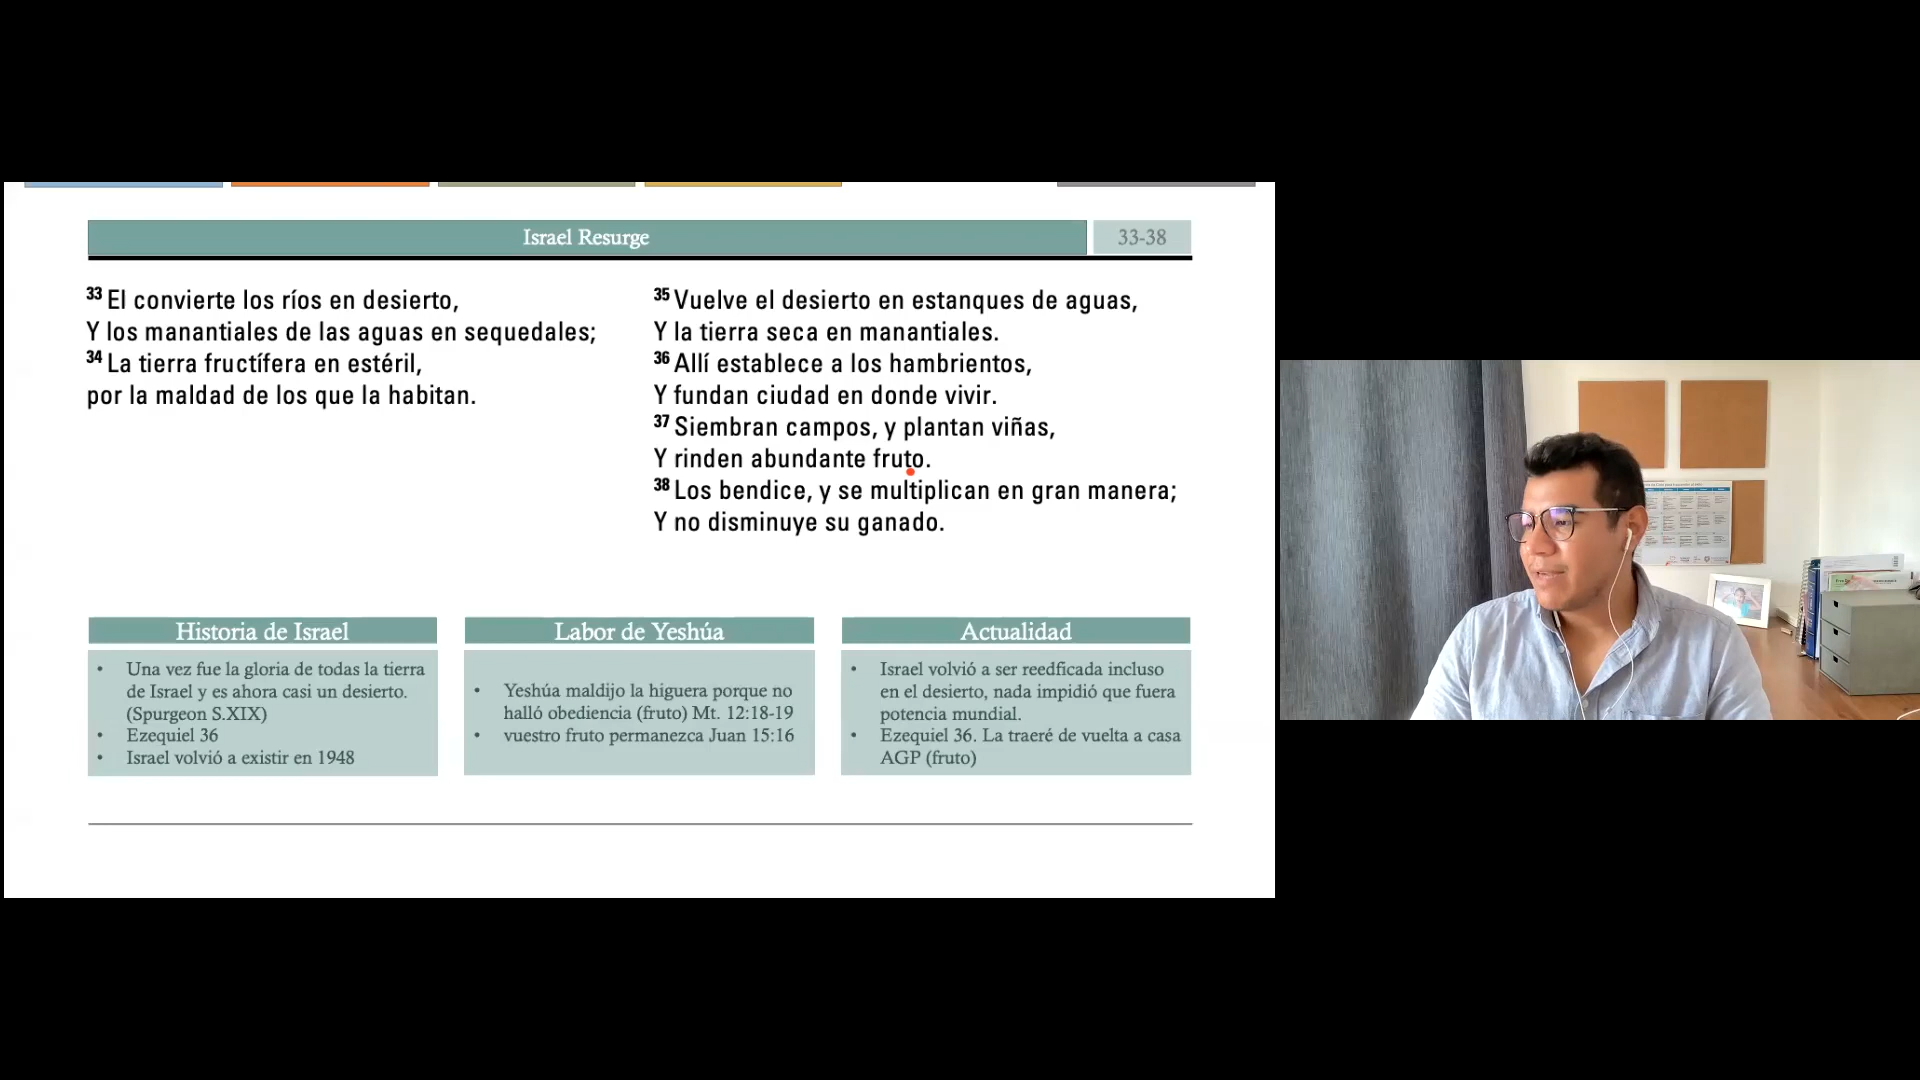 Israel Resurge
33-38
33 El convierte los ríos en desierto,
Y los manantiales de las aguas en sequedales;
34 La tierra fructífera en estéril,
por la maldad de los que la habitan.
35 Vuelve el desierto en estanques de aguas,
Y la tierra seca en manantiales.
36 Allí establece a los hambrientos,
Y fundan ciudad en donde vivir.
37 Siembran campos, y plantan viñas,
Y rinden abundante fruto.
38 Los bendice, y se multiplican en gran manera;
Y no disminuye su ganado.
Historia de Israel
• Una vez fue la gloria de todas la tierra
de Israel y es ahora casi un desierto.
(Spurgeon S.XIX)
• Ezequiel 36
• Israel volvió a existir en 1948
Labor de Yeshúa
• Yeshúa maldijo la higuera porque no
halló obediencia (fruto) Mt. 12:18-19
• vuestro fruto permanezca Juan 15:16
Actualidad
• Israel volvió a ser reedficada incluso
en el desierto, nada impidió que fuera
potencia mundial.
• Ezequiel 36. La traeré de vuelta a casa
AGP (fruto)